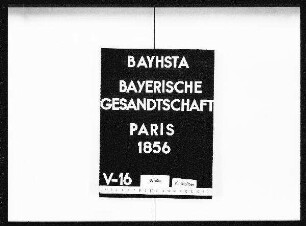 BAYHSTA
BAYERISCHE
GESANDTSCHAFT
PARIS
1856
V-16